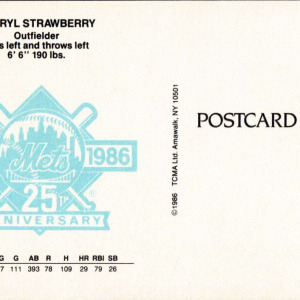 RYL STRAWBERRY
Outfielder
s left and throws left
6' 6'' 190 lbs.
Mets
1986
25TH
NNIVERSARY
G AB R H HR RBI SB
7 111 393 78 109 29 79 26
©1986 TCMA Ltd. Amawalk, NY 10501
POSTCARD